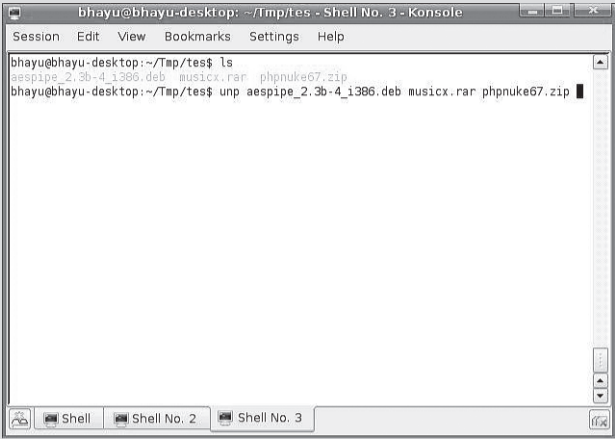 bhayu@bhayu-desktop: ~/Tmp/tes - Shell No. 3 - Konsole
Session Edit View Bookmarks Settings Help
bhayu@bhayu-desktop:~/Tmp/tes$ ls
aespipe_2.3b-4_i386.deb musicx.rar phpnuke67.zip
bhayu@bhayu-desktop:~/Tmp/tes$ unp aespipe_2.3b-4_i386.deb musicx.rar phpnuke67.zip
Shell Shell No. 2 Shell No. 3